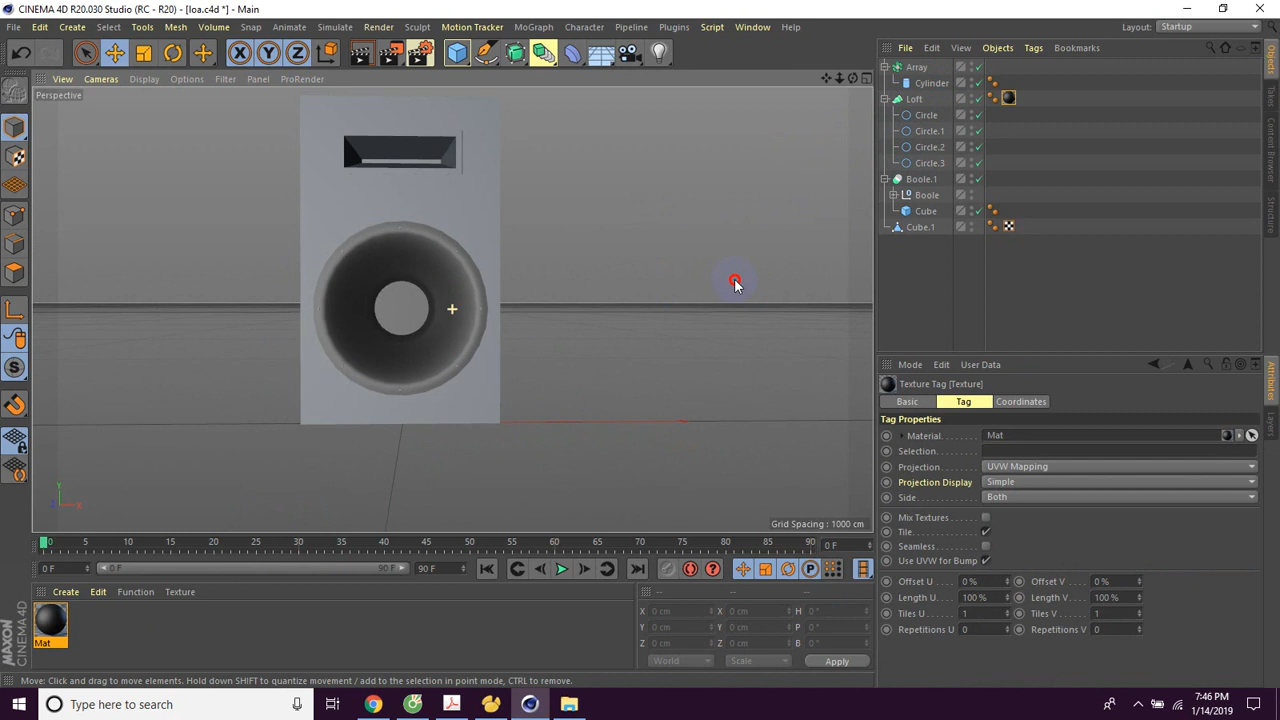 CINEMA 4D R20.030 Studio (RC - R20) - [loa.c4d *] - Main
File Edit Create Select Tools Mesh Volume Snap Animate Simulate Render Sculpt Motion Tracker MoGraph Character Pipeline Plugins Script Window Help Layout: Startup
X Y Z
File Edit View Objects Tags Bookmarks
View Cameras Display Options Filter Panel ProRender
Perspective
Array
Cylinder
Loft
Circle
Circle.1
Circle.2
Circle.3
Boole.1
Boole
Cube
Cube.1
Objects
Takes
Content Browser
Structure
Mode Edit User Data
Texture Tag [Texture]
Basic Tag Coordinates
Tag Properties
Material Mat
Selection
Projection UVW Mapping
Projection Display Simple
Side Both
Mix Textures
Tile
Seamless
Use UVW for Bump
Offset U 0 % Offset V 0 %
Length U 100 % Length V 100 %
Tiles U 1 Tiles V 1
Repetitions U 0 Repetitions V 0
Attributes
Layers
Y
Z X
Grid Spacing : 1000 cm
0 5 10 15 20 25 30 35 40 45 50 55 60 65 70 75 80 85 90 0 F
0 F 0 F 90 F 90 F
Create Edit Function Texture
Mat
-- -- --
X 0 cm X 0 cm H 0 °
Y 0 cm Y 0 cm P 0 °
Z 0 cm Z 0 cm B 0 °
World Scale Apply
MAXON
CINEMA 4D
Move: Click and drag to move elements. Hold down SHIFT to quantize movement / add to the selection in point mode, CTRL to remove.
Type here to search
7:46 PM
1/14/2019